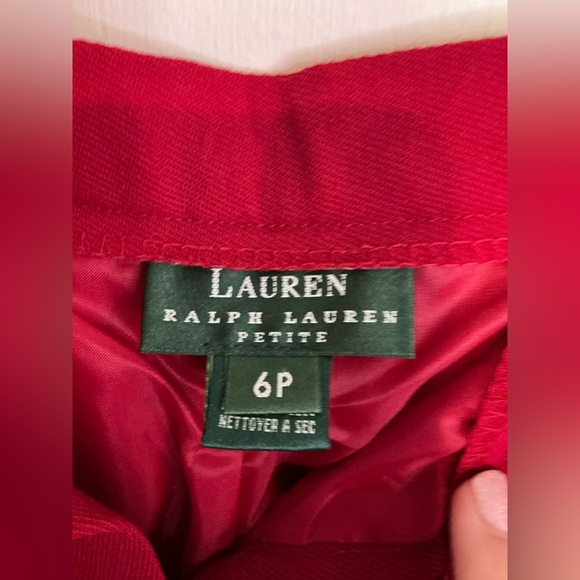 LAUREN
RALPH LAUREN
PETITE
6P
NETTOYER A SEC